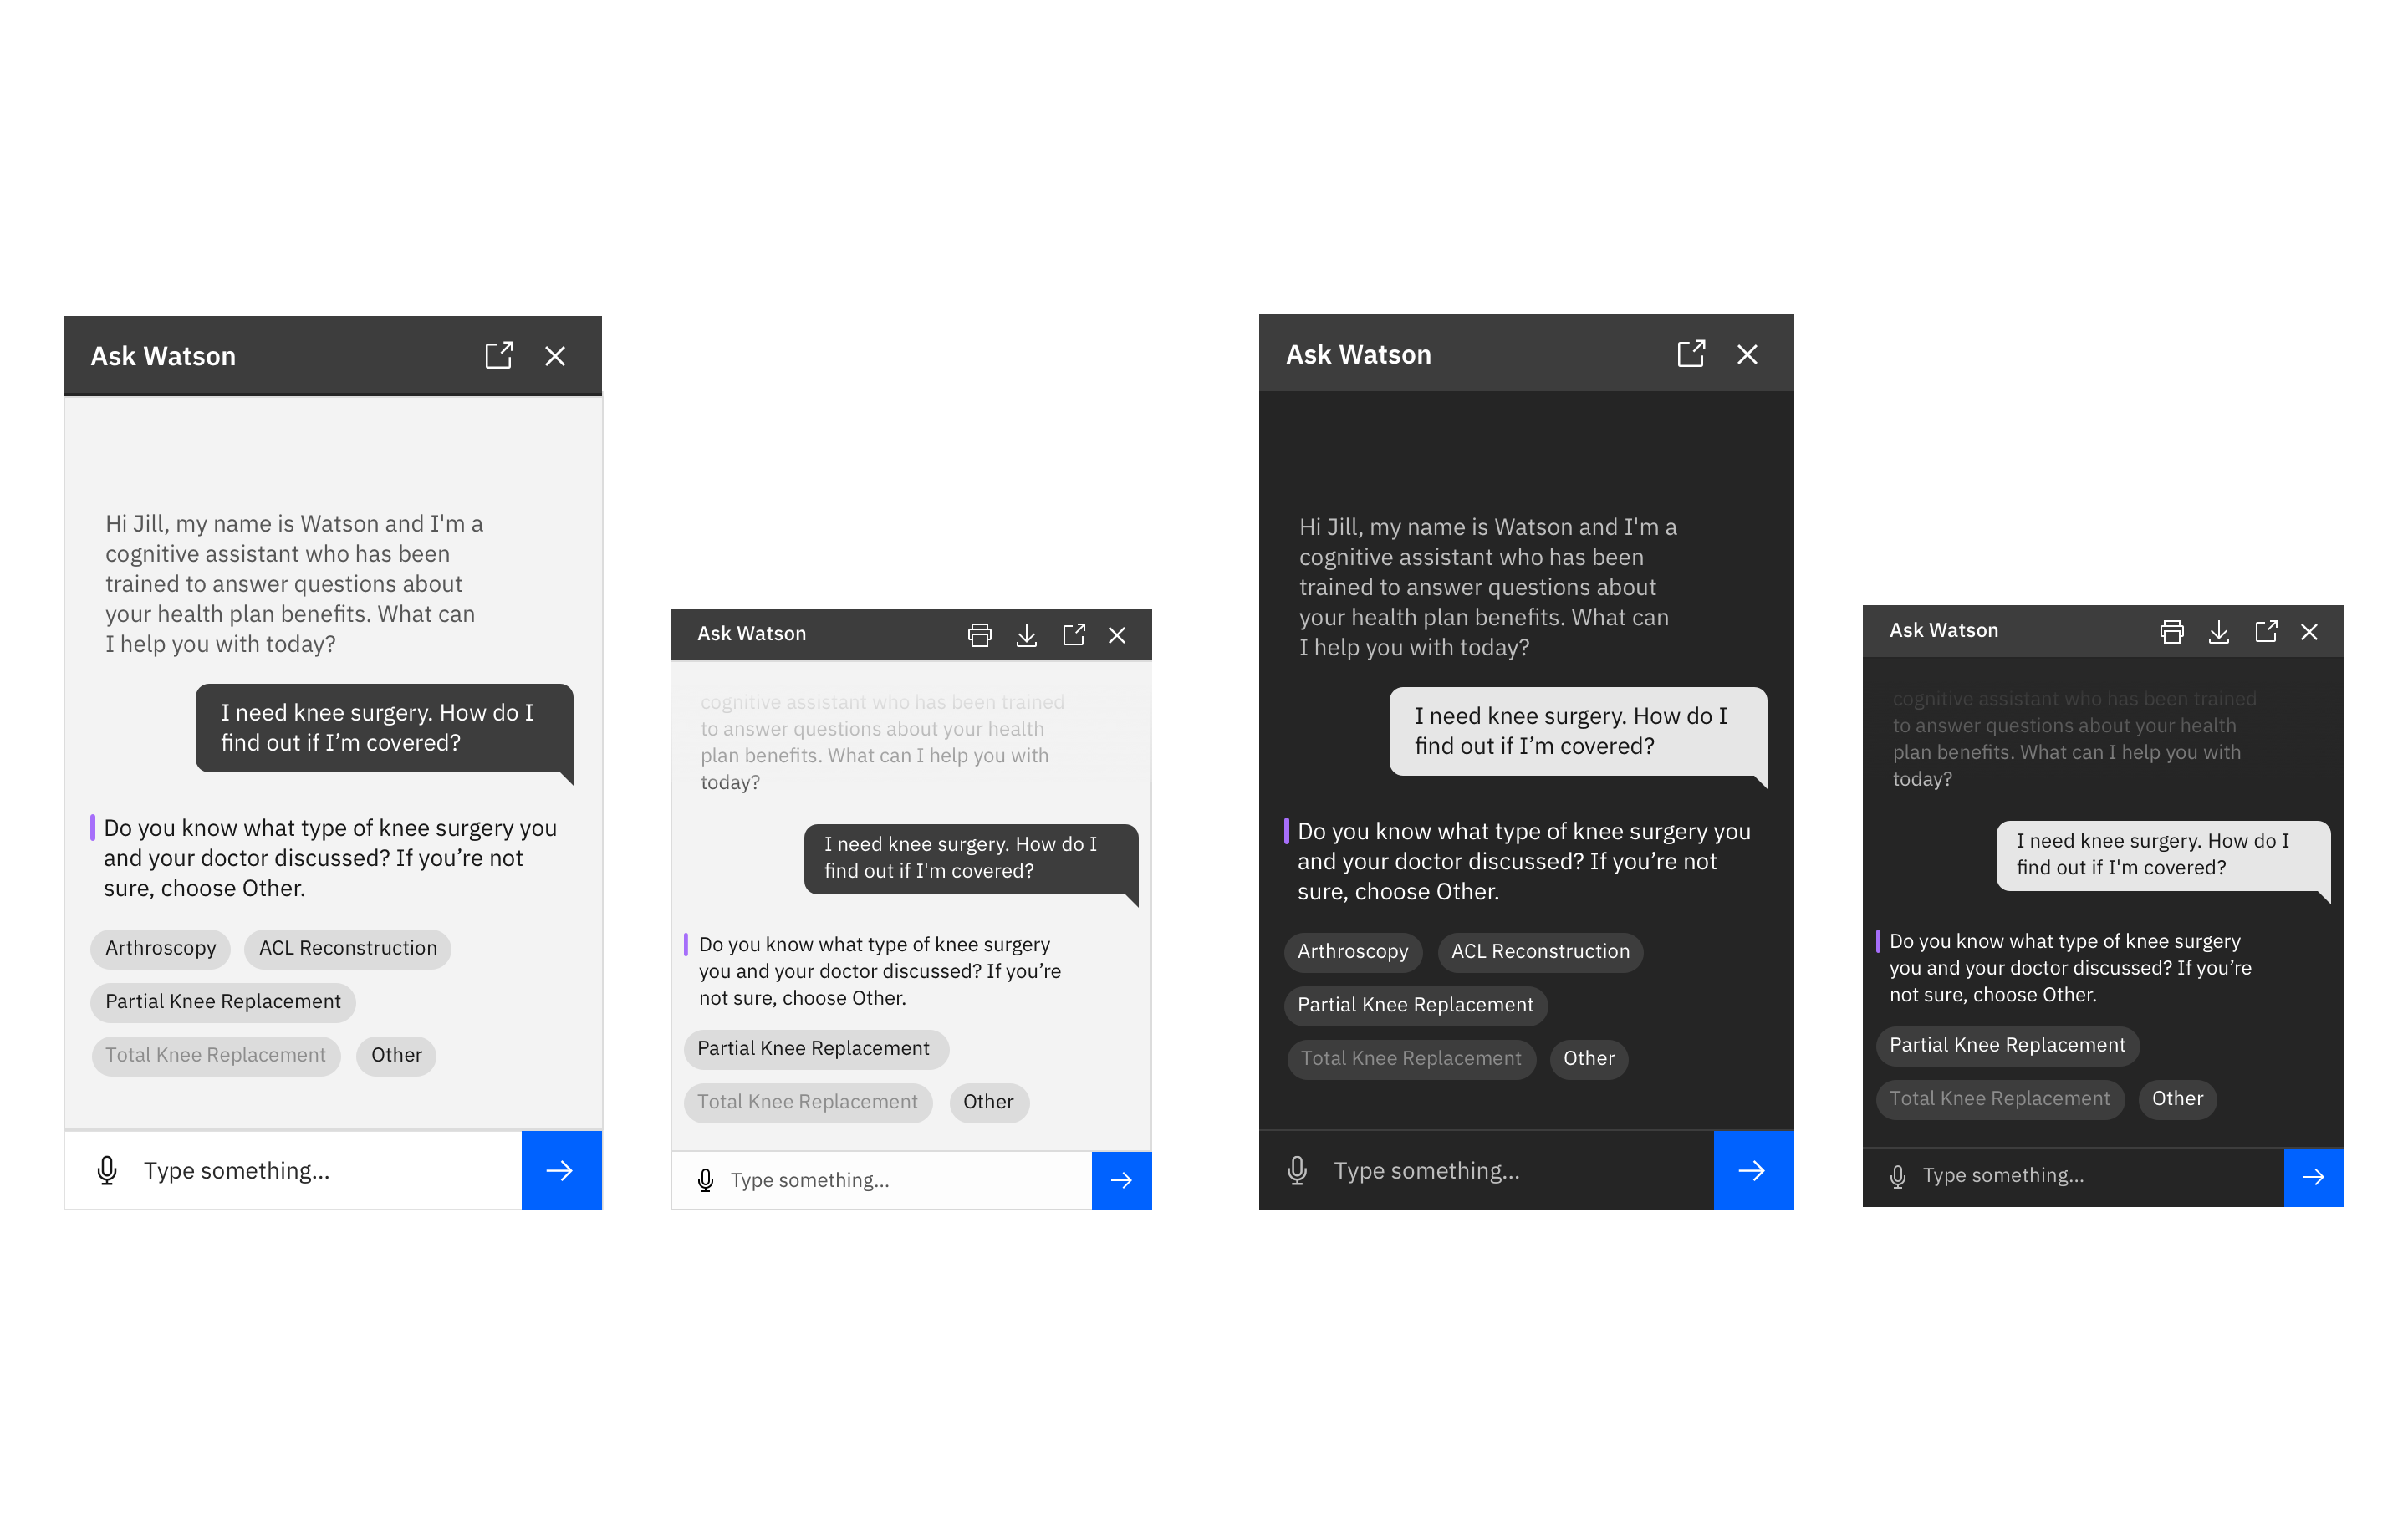 Ask Watson
Hi Jill, my name is Watson and I'm a
cognitive assistant who has been
trained to answer questions about
your health plan benefits. What can
I help you with today?
I need knee surgery. How do I
find out if I’m covered?
Do you know what type of knee surgery you
and your doctor discussed? If you’re not
sure, choose Other.
Arthroscopy ACL Reconstruction
Partial Knee Replacement
Total Knee Replacement Other
Type something...
Ask Watson
cognitive assistant who has been trained
to answer questions about your health
plan benefits. What can I help you with
today?
I need knee surgery. How do I
find out if I'm covered?
Do you know what type of knee surgery
you and your doctor discussed? If you’re
not sure, choose Other.
Partial Knee Replacement
Total Knee Replacement Other
Type something...
Ask Watson
Hi Jill, my name is Watson and I'm a
cognitive assistant who has been
trained to answer questions about
your health plan benefits. What can
I help you with today?
I need knee surgery. How do I
find out if I’m covered?
Do you know what type of knee surgery you
and your doctor discussed? If you’re not
sure, choose Other.
Arthroscopy ACL Reconstruction
Partial Knee Replacement
Total Knee Replacement Other
Type something...
Ask Watson
cognitive assistant who has been trained
to answer questions about your health
plan benefits. What can I help you with
today?
I need knee surgery. How do I
find out if I'm covered?
Do you know what type of knee surgery
you and your doctor discussed? If you’re
not sure, choose Other.
Partial Knee Replacement
Total Knee Replacement Other
Type something...